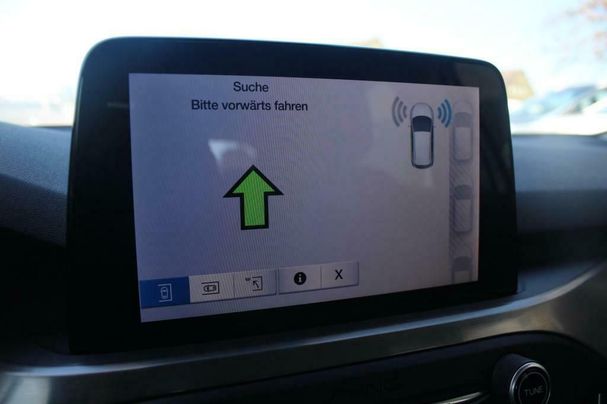 Suche
Bitte vorwärts fahren
i
X
TUNE